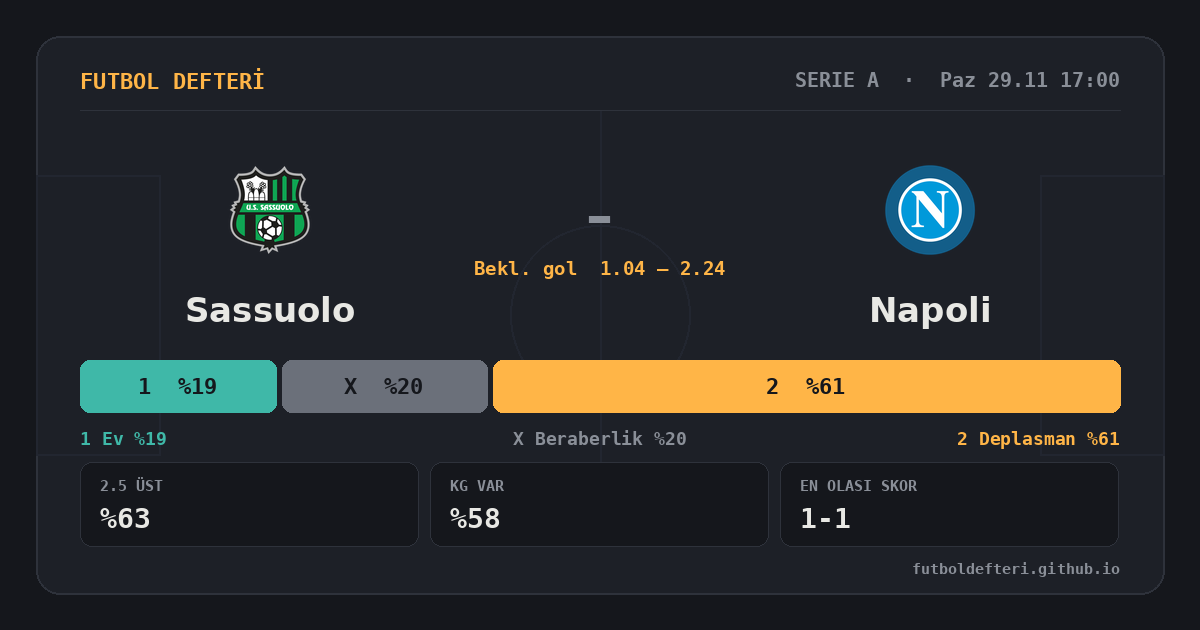 FUTBOL DEFTERİ
SERIE A · Paz 29.11 17:00
U.S. SASSUOLO
N
–
Bekl. gol 1.04 — 2.24
Sassuolo
Napoli
1 %19
X %20
2 %61
1 Ev %19
X Beraberlik %20
2 Deplasman %61
2.5 ÜST
KG VAR
EN OLASI SKOR
%63
%58
1-1
futboldefteri.github.io